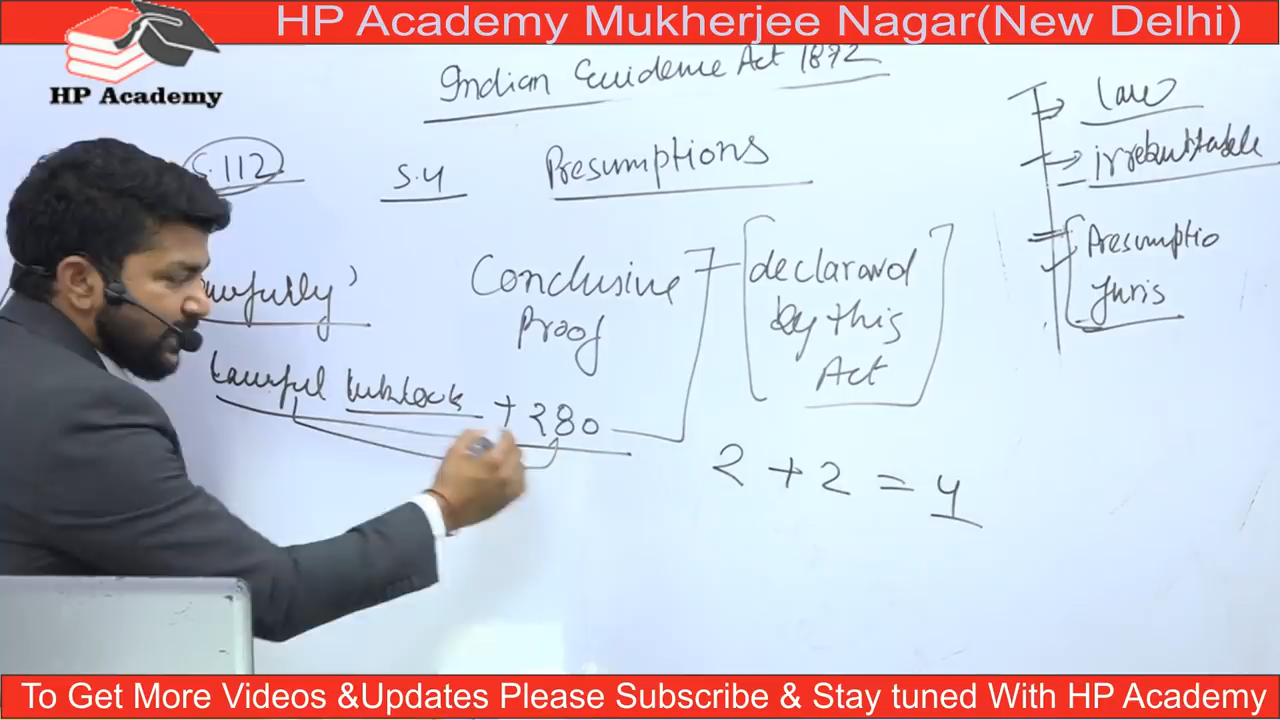 HP Academy Mukherjee Nagar(New Delhi)
HP Academy
Indian Evidence Act 1872
S.112
S.4
Presumptions
Law
irrebuttable
Presumptio
Juris
Conclusive
Proof
declaravd
by this
Act
Lawful + 280
2 + 2 = 4
To Get More Videos &Updates Please Subscribe & Stay tuned With HP Academy